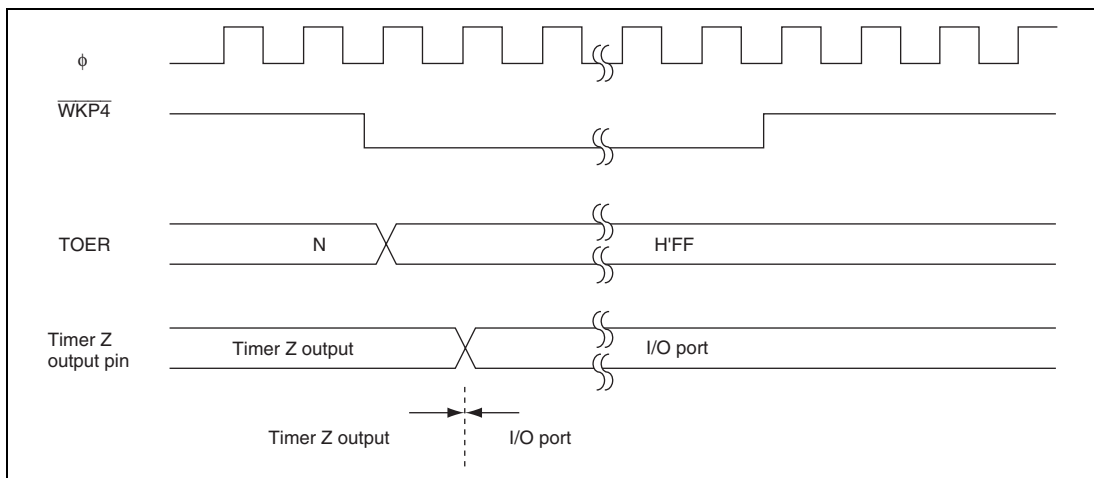 ϕ
WKP4
TOER N H'FF
Timer Z
output pin Timer Z output I/O port
Timer Z output I/O port